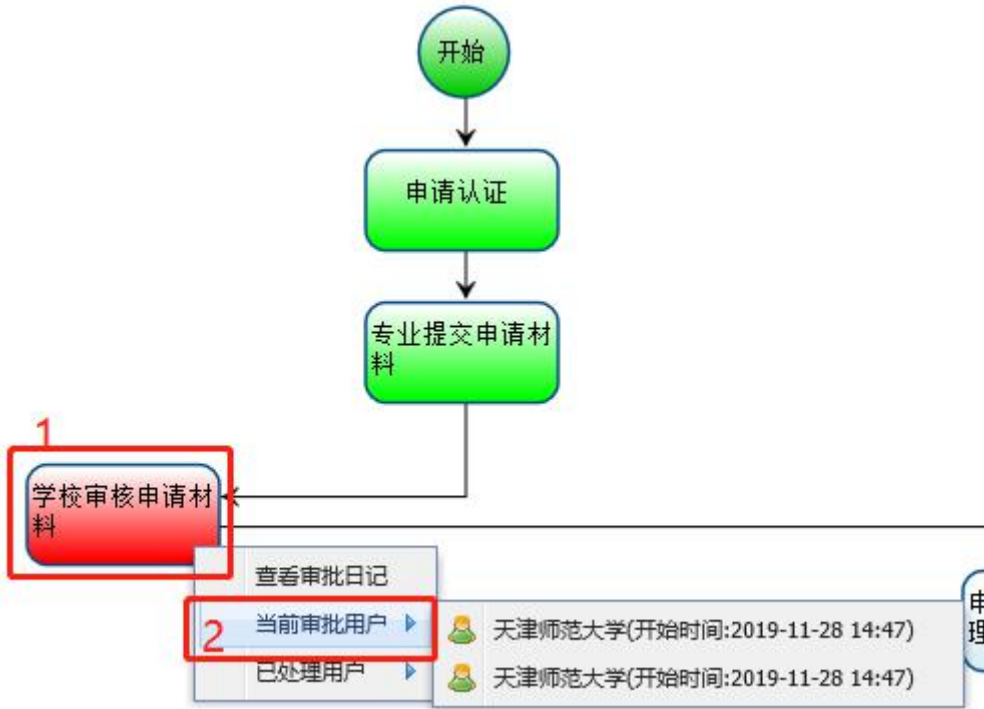 开始
申请认证
专业提交申请材
料
1
学校审核申请材
料
查看审批日记
2
当前审批用户
已处理用户
天津师范大学(开始时间:2019-11-28 14:47)
天津师范大学(开始时间:2019-11-28 14:47)
申
理